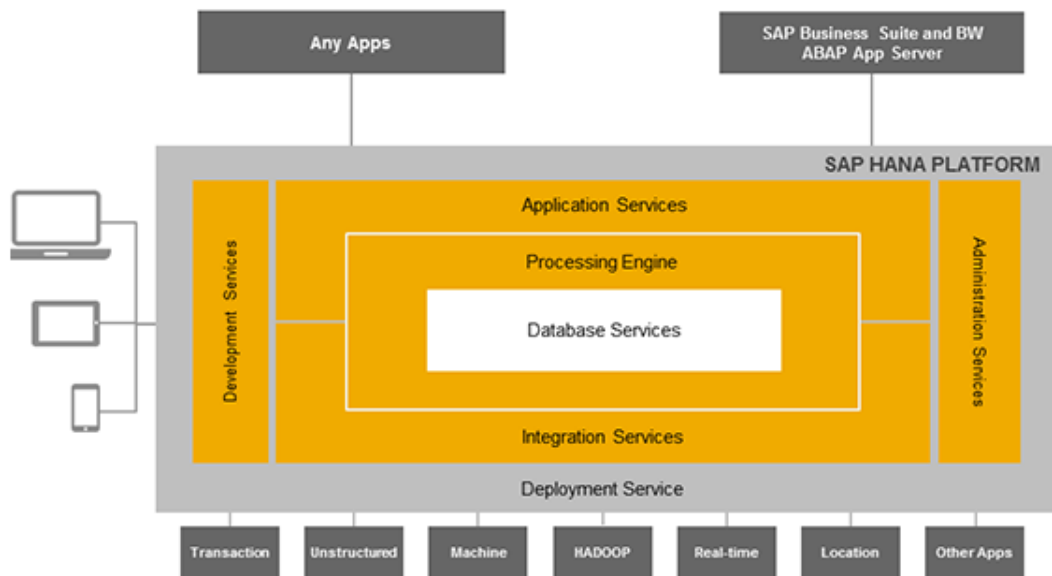 Any Apps
SAP Business Suite and BW
ABAP App Server
SAP HANA PLATFORM
Development Services
Application Services
Processing Engine
Database Services
Integration Services
Administration Services
Deployment Service
Transaction
Unstructured
Machine
HADOOP
Real-time
Location
Other Apps